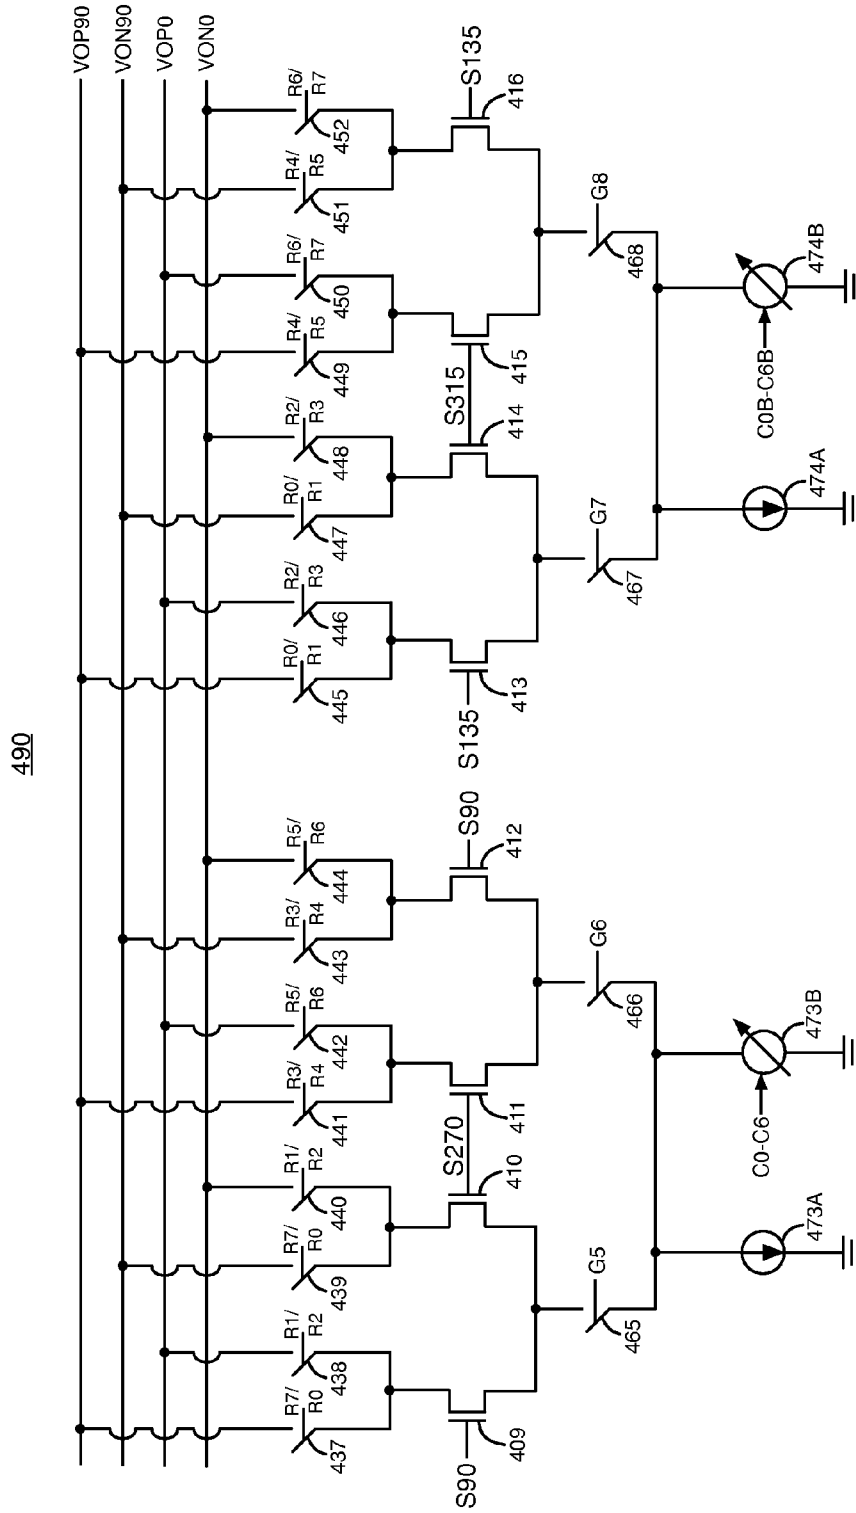 490
VOP90
VON90
VOP0
VON0
R7/
R0
437
R1/
R2
438
R7/
R0
439
R1/
R2
440
R3/
R4
441
R5/
R6
442
R3/
R4
443
R5/
R6
444
R0/
R1
445
R2/
R3
446
R0/
R1
447
R2/
R3
448
R4/
R5
449
R6/
R7
450
R4/
R5
451
R6/
R7
452
S90
409
S270
410
411
S90
412
S135
413
S315
414
415
S135
416
G5
465
G6
466
G7
467
G8
468
473A
C0-C6
473B
474A
C0B-C6B
474B